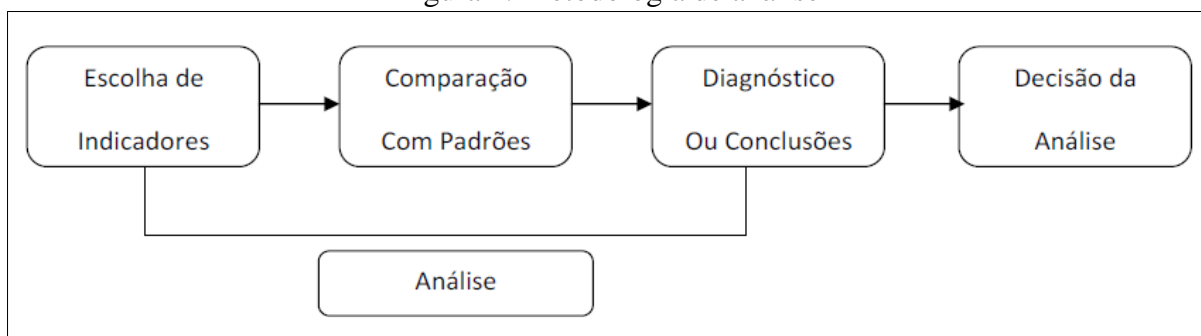 Escolha de
Indicadores
Comparação
Com Padrões
Diagnóstico
Ou Conclusões
Decisão da
Análise
Análise